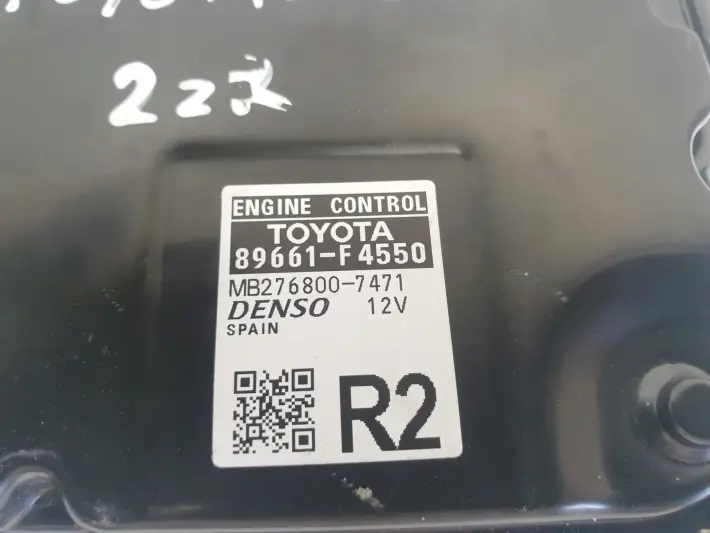 2ZR
ENGINE CONTROL
TOYOTA
89661-F4550
MB276800-7471
DENSO 12V
SPAIN
R2